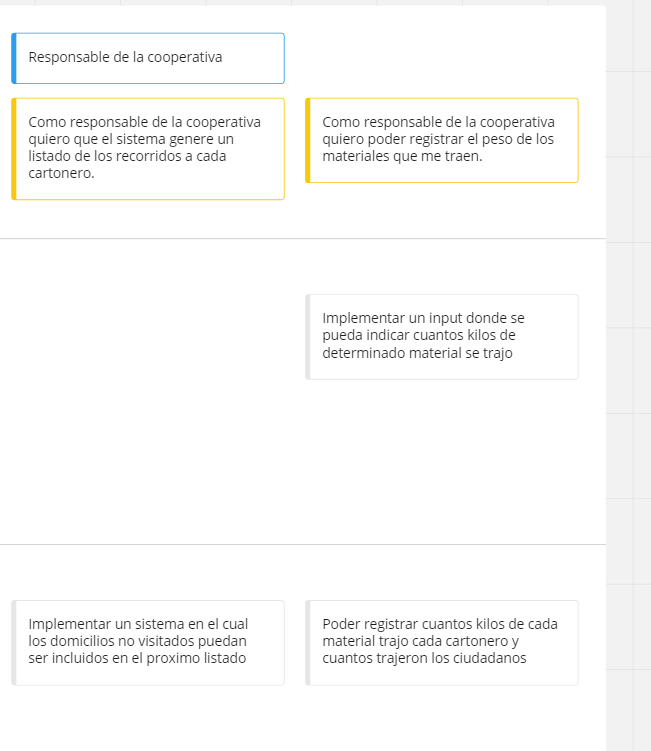 Responsable de la cooperativa
Como responsable de la cooperativa
quiero que el sistema genere un
listado de los recorridos a cada
cartonero.
Como responsable de la cooperativa
quiero poder registrar el peso de los
materiales que me traen.
Implementar un input donde se
pueda indicar cuantos kilos de
determinado material se trajo
Implementar un sistema en el cual
los domicilios no visitados puedan
ser incluidos en el proximo listado
Poder registrar cuantos kilos de cada
material trajo cada cartonero y
cuantos trajeron los ciudadanos